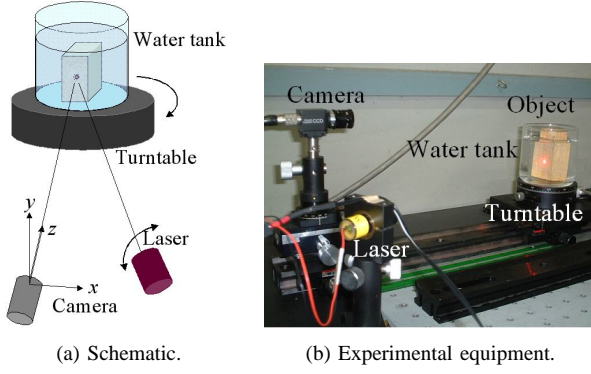 Water tank
Turntable
y
z
Laser
x
Camera
(a) Schematic.
Camera
Object
Water tank
Turntable
Laser
(b) Experimental equipment.